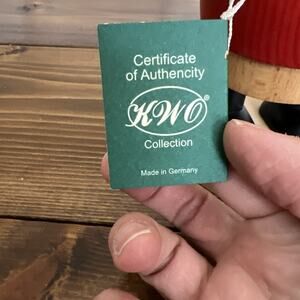 Certificate
of Authencity
KWO®
Collection
Made in Germany